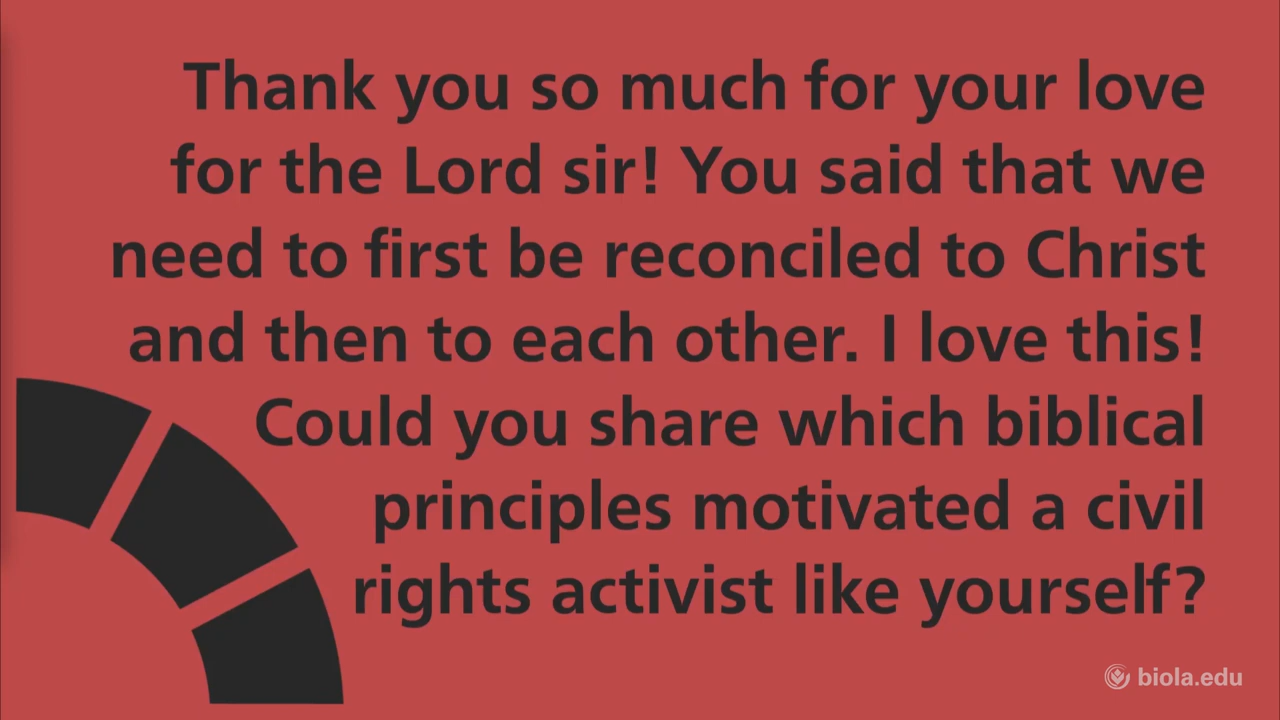 Thank you so much for your love
for the Lord sir! You said that we
need to first be reconciled to Christ
and then to each other. I love this!
Could you share which biblical
principles motivated a civil
rights activist like yourself?
biola.edu